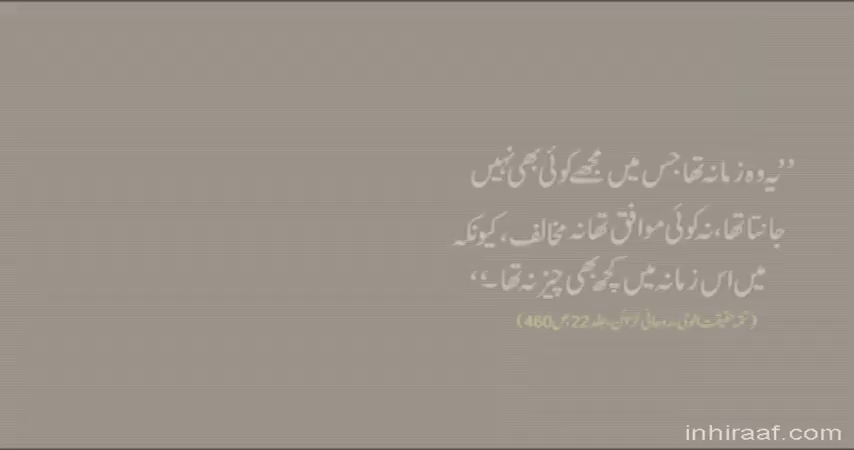 ”یہ وہ زمانہ تھا جس میں مجھے کوئی بھی نہیں
جانتا تھا، نہ کوئی موافق تھا نہ مخالف، کیونکہ
میں اس زمانہ میں کچھ بھی چیز نہ تھا۔“
(تتمہ حقیقت الوحی۔روحانی خزائن، جلد 22 ص 460)
inhiraaf.com